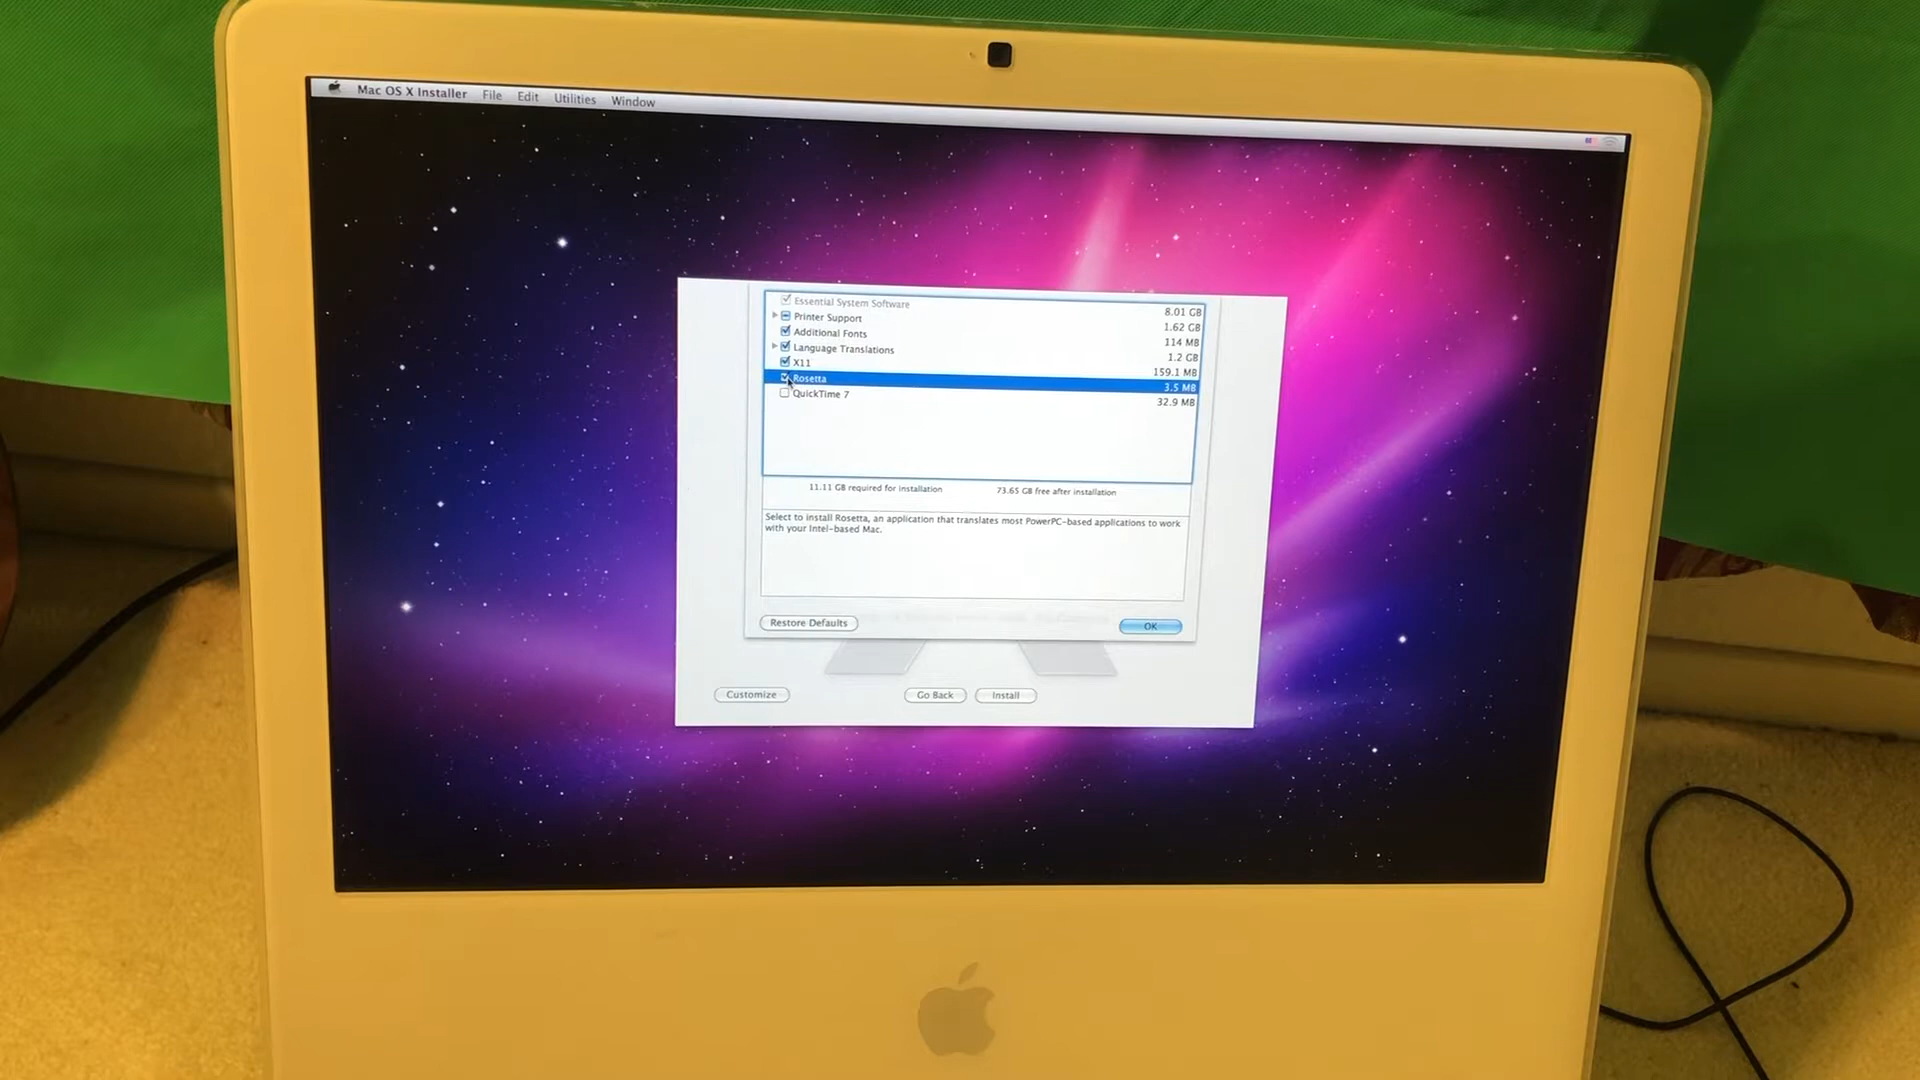 Mac OS X Installer File Edit Utilities Window
Essential System Software 8.01 GB
Printer Support 1.62 GB
Additional Fonts 114 MB
Language Translations 1.2 GB
X11 159.1 MB
Rosetta 3.5 MB
QuickTime 7 32.9 MB
11.11 GB required for installation 73.65 GB free after installation
Select to install Rosetta, an application that translates most PowerPC-based applications to work
with your Intel-based Mac.
Restore Defaults OK
Customize Go Back Install